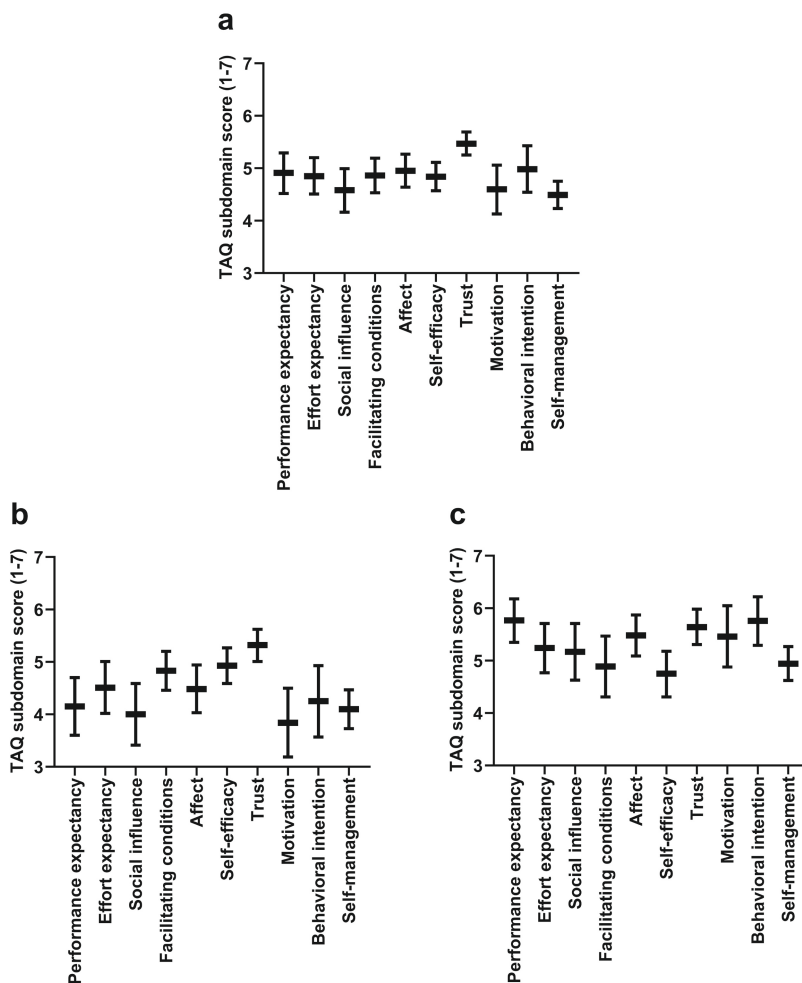 a
TAQ subdomain score (1-7)
7
6
5
4
3
Performance expectancy
Effort expectancy
Social influence
Facilitating conditions
Affect
Self-efficacy
Trust
Motivation
Behavioral intention
Self-management
b
TAQ subdomain score (1-7)
7
6
5
4
3
Performance expectancy
Effort expectancy
Social influence
Facilitating conditions
Affect
Self-efficacy
Trust
Motivation
Behavioral intention
Self-management
c
TAQ subdomain score (1-7)
7
6
5
4
3
Performance expectancy
Effort expectancy
Social influence
Facilitating conditions
Affect
Self-efficacy
Trust
Motivation
Behavioral intention
Self-management